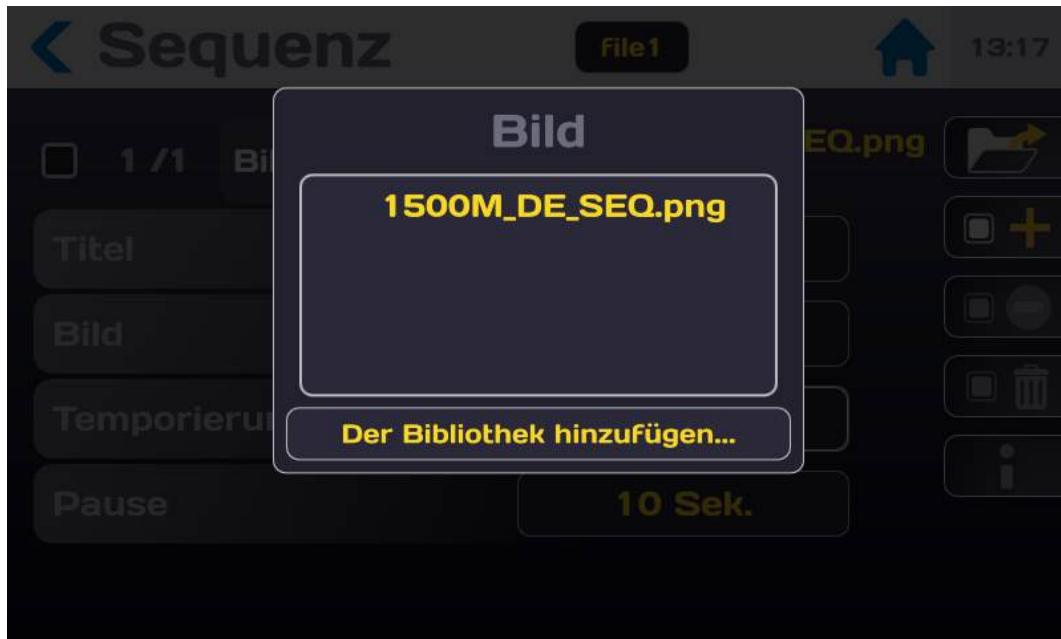 Sequenz
File1
13:17
Bild
1 /1
Bi
EQ.png
1500M_DE_SEQ.png
Titel
Bild
Temporieru
Der Bibliothek hinzufügen...
Pause
10 Sek.